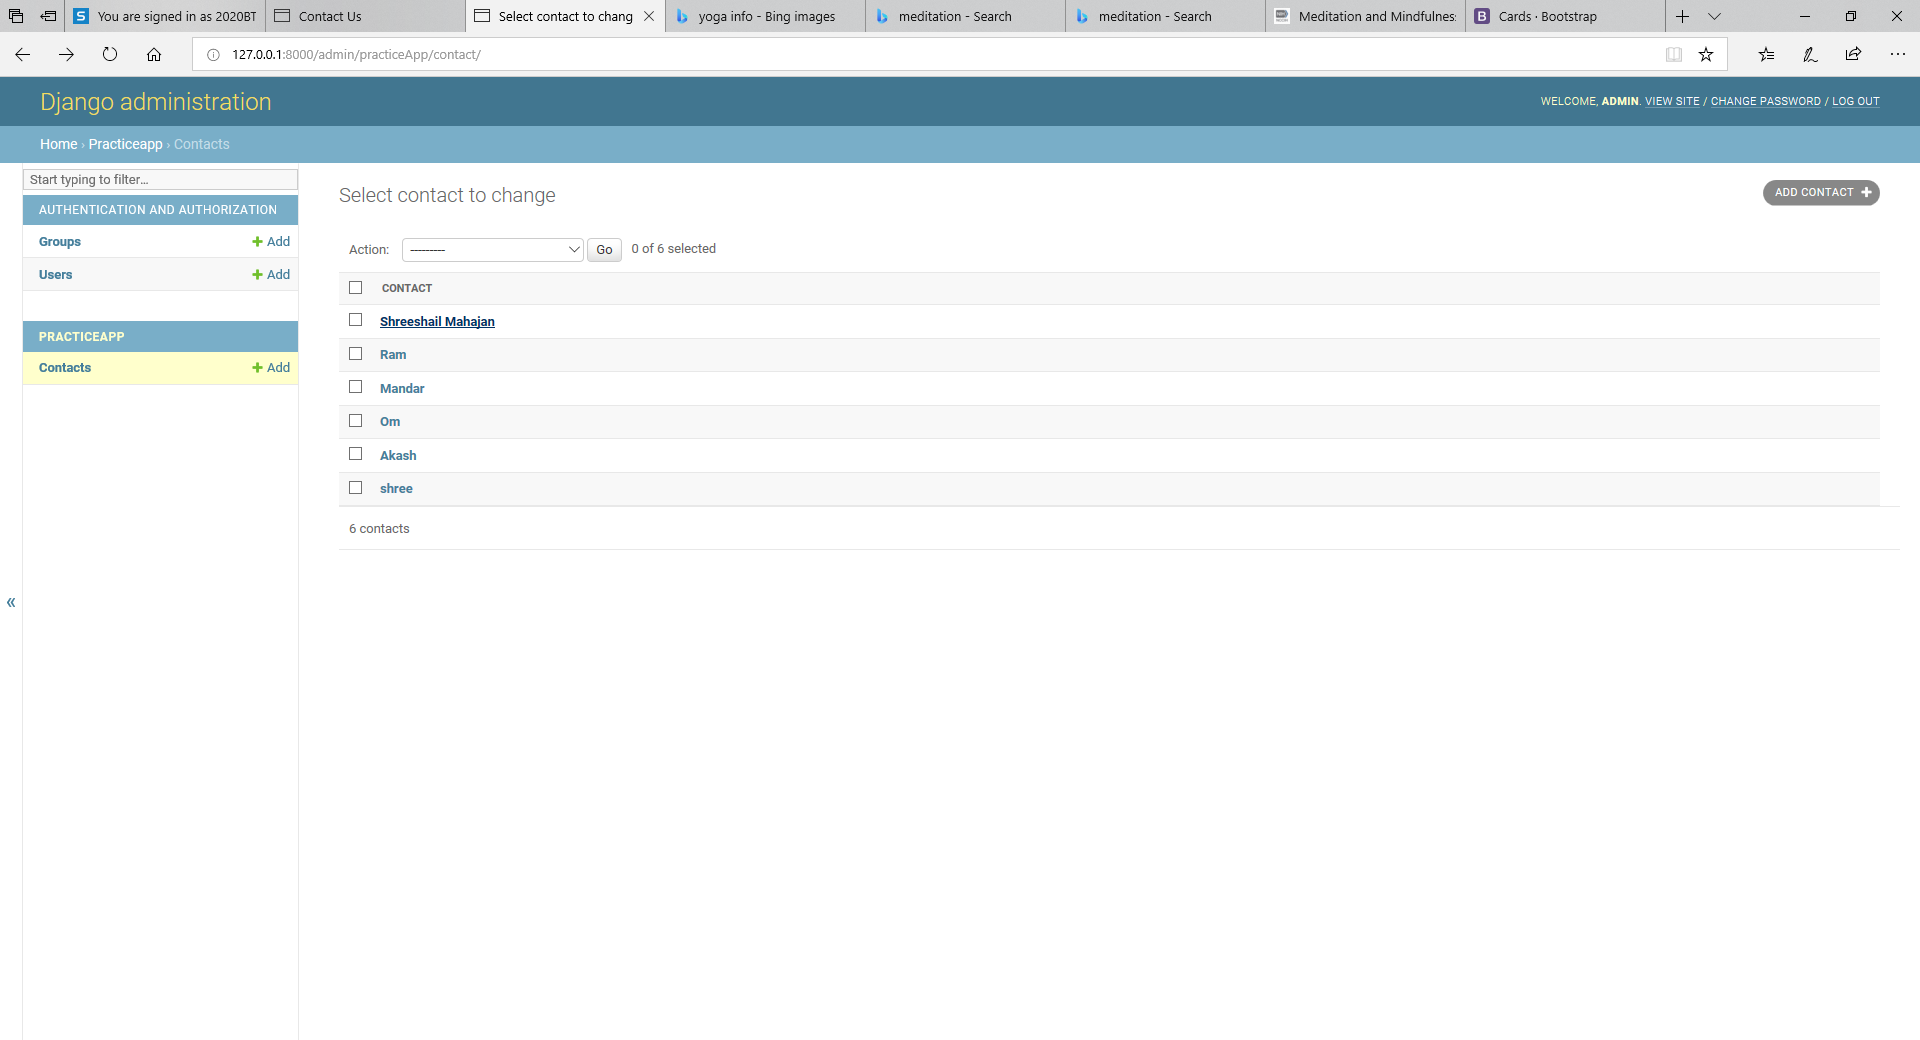 You are signed in as 2020BT
Contact Us
Select contact to chang
yoga info - Bing images
meditation - Search
meditation - Search
Meditation and Mindfulnes
Cards · Bootstrap
127.0.0.1:8000/admin/practiceApp/contact/
Django administration
WELCOME, ADMIN. VIEW SITE / CHANGE PASSWORD / LOG OUT
Home › Practiceapp › Contacts
Start typing to filter...
AUTHENTICATION AND AUTHORIZATION
Groups + Add
Users + Add
PRACTICEAPP
Contacts + Add
«
Select contact to change
ADD CONTACT +
Action: --------- Go 0 of 6 selected
CONTACT
Shreeshail Mahajan
Ram
Mandar
Om
Akash
shree
6 contacts